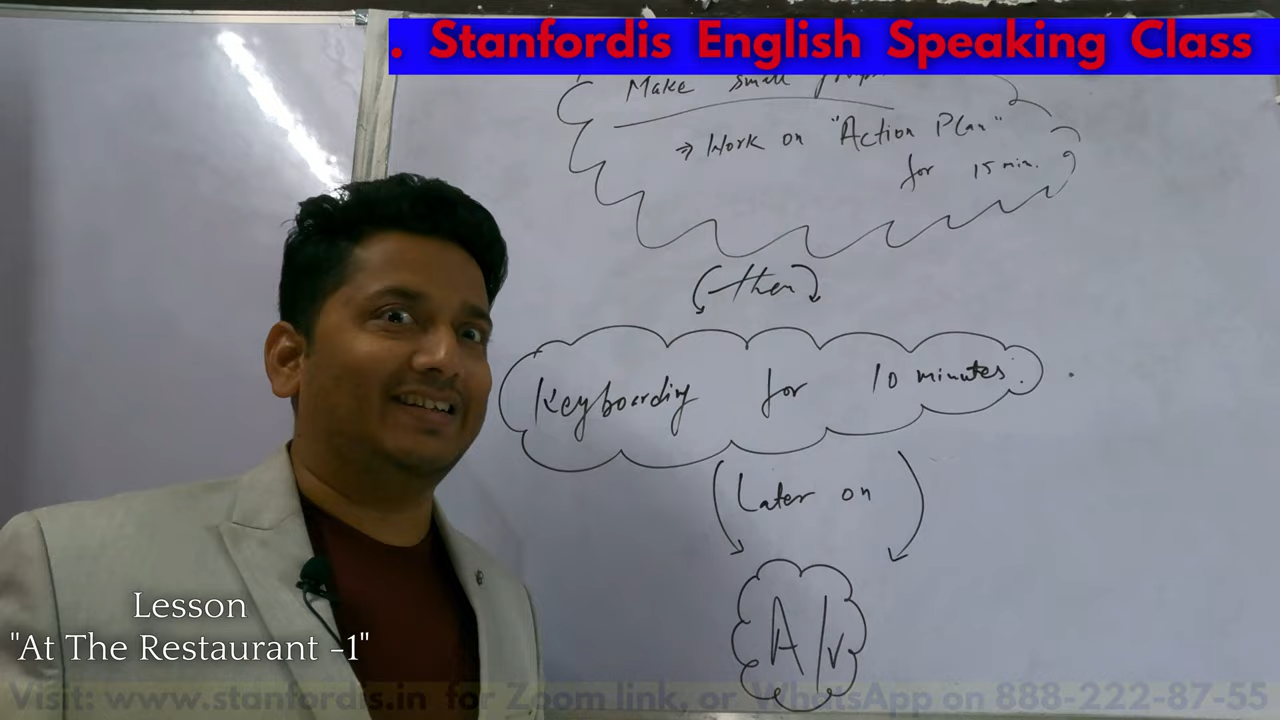 . Stanfordis English Speaking Class
Make small
→ Work on "Action Plan"
for 15 min.
(then)
Keyboarding for 10 minutes.
Later on
A/V
Lesson
"At The Restaurant -1"
Visit: www.stanfordis.in for Zoom link, or WhatsApp on 888-222-87-55